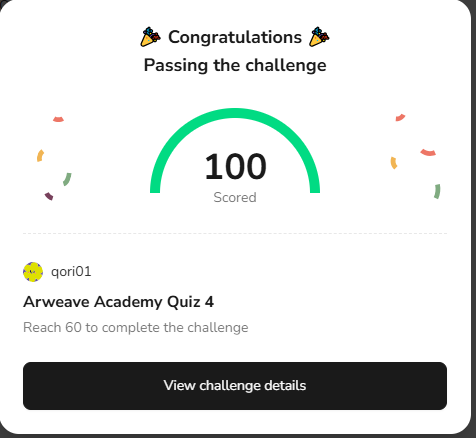 🎉 Congratulations 🎉
Passing the challenge
100
Scored
qori01
Arweave Academy Quiz 4
Reach 60 to complete the challenge
View challenge details